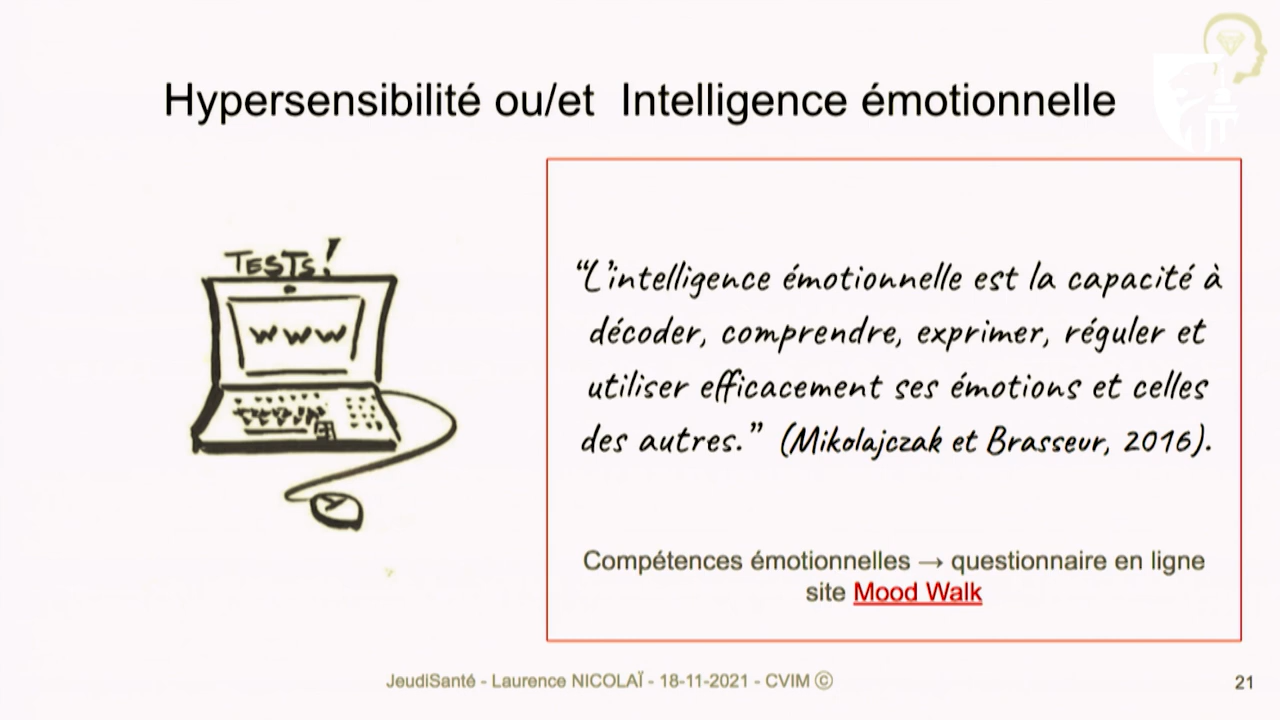 Hypersensibilité ou/et Intelligence émotionnelle
TESTS!
www
“L’intelligence émotionnelle est la capacité à
décoder, comprendre, exprimer, réguler et
utiliser efficacement ses émotions et celles
des autres.” (Mikolajczak et Brasseur, 2016).
Compétences émotionnelles → questionnaire en ligne
site Mood Walk
JeudiSanté - Laurence NICOLAÏ - 18-11-2021 - CVIM ©
21